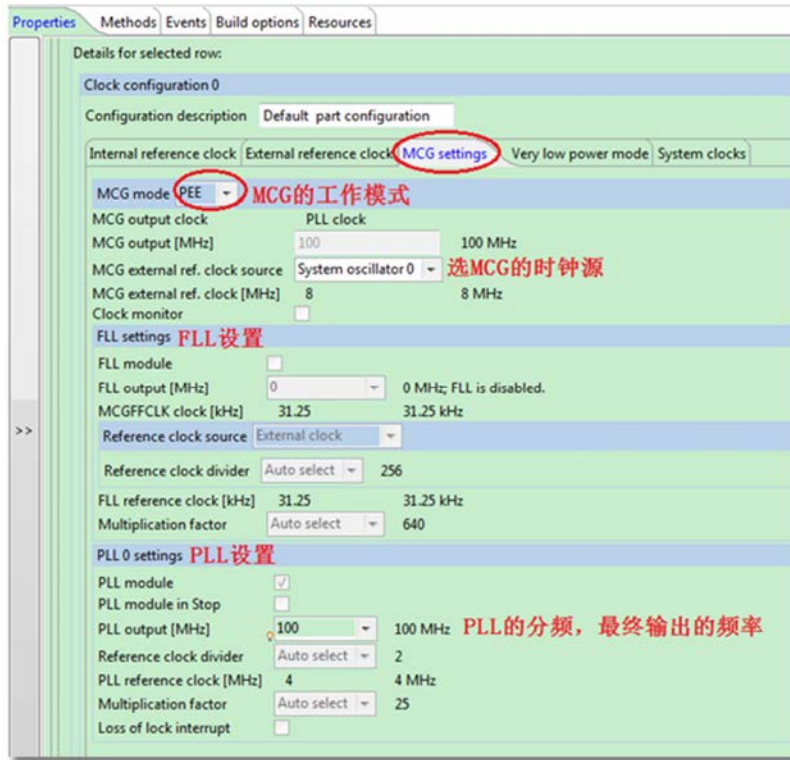 Properties Methods Events Build options Resources
Details for selected row:
Clock configuration 0
Configuration description Default part configuration
Internal reference clock External reference clock MCG settings Very low power mode System clocks
MCG mode PEE MCG的工作模式
MCG output clock PLL clock
MCG output [MHz] 100 100 MHz
MCG external ref. clock source System oscillator 0 选MCG的时钟源
MCG external ref. clock [MHz] 8 8 MHz
Clock monitor
FLL settings FLL设置
FLL module
FLL output [MHz] 0 0 MHz; FLL is disabled.
MCGFFCLK clock [kHz] 31.25 31.25 kHz
>> Reference clock source External clock
Reference clock divider Auto select 256
FLL reference clock [kHz] 31.25 31.25 kHz
Multiplication factor Auto select 640
PLL 0 settings PLL设置
PLL module
PLL module in Stop
PLL output [MHz] 100 100 MHz PLL的分频，最终输出的频率
Reference clock divider Auto select 2
PLL reference clock [MHz] 4 4 MHz
Multiplication factor Auto select 25
Loss of lock interrupt